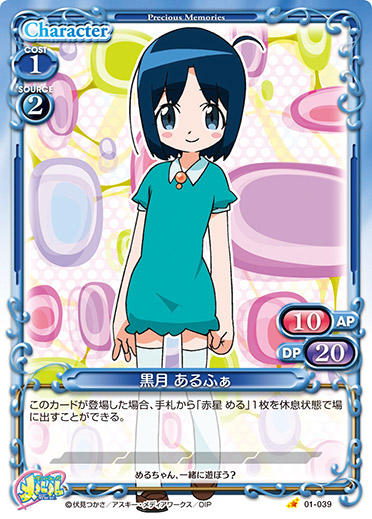 Precious Memories
Character
COST
1
SOURCE
2
10 AP
DP 20
黒月 あるふぁ
このカードが登場した場合、手札から「赤星 める」1枚を休息状態で場
に出すことができる。
めるちゃん、一緒に遊ぼう?
©伏見つかさ/アスキー・メディアワークス/OIP
01-039